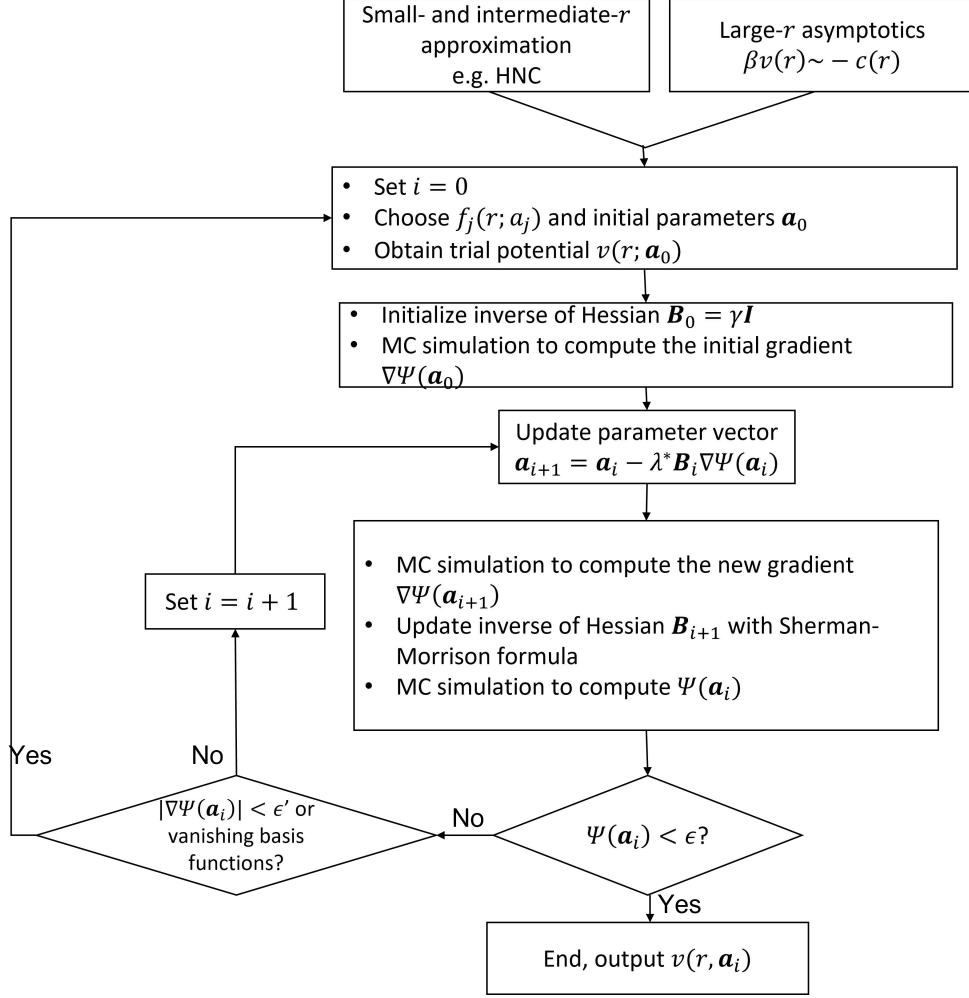 Small- and intermediate-r
approximation
e.g. HNC
Large-r asymptotics
βv(r)~ − c(r)
• Set i = 0
• Choose f_j(r; a_j) and initial parameters a_0
• Obtain trial potential v(r; a_0)
• Initialize inverse of Hessian B_0 = γI
• MC simulation to compute the initial gradient
∇Ψ(a_0)
Update parameter vector
a_{i+1} = a_i − λ*B_i∇Ψ(a_i)
• MC simulation to compute the new gradient
∇Ψ(a_{i+1})
• Update inverse of Hessian B_{i+1} with Sherman-
Morrison formula
• MC simulation to compute Ψ(a_i)
Set i = i + 1
Yes
No
|∇Ψ(a_i)| < ϵ' or
vanishing basis
functions?
No
Ψ(a_i) < ϵ?
Yes
End, output v(r, a_i)